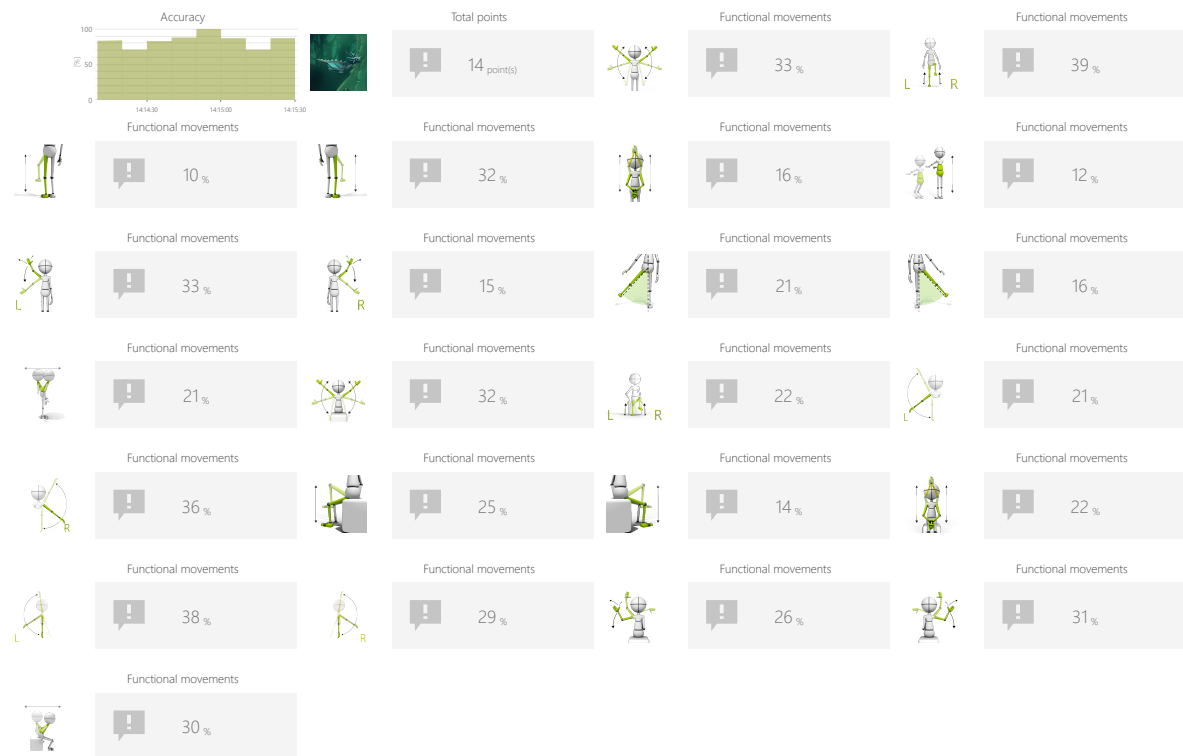 Accuracy
100
[%]
50
0
14:14:30
14:15:00
14:15:30
Total points
14 point(s)
Functional movements
33 %
Functional movements
L R
39 %
Functional movements
10 %
Functional movements
32 %
Functional movements
16 %
Functional movements
12 %
Functional movements
L
33 %
Functional movements
R
15 %
Functional movements
21 %
Functional movements
16 %
Functional movements
21 %
Functional movements
32 %
Functional movements
L R
22 %
Functional movements
L
21 %
Functional movements
R
36 %
Functional movements
25 %
Functional movements
14 %
Functional movements
22 %
Functional movements
L
38 %
Functional movements
R
29 %
Functional movements
26 %
Functional movements
31 %
Functional movements
30 %